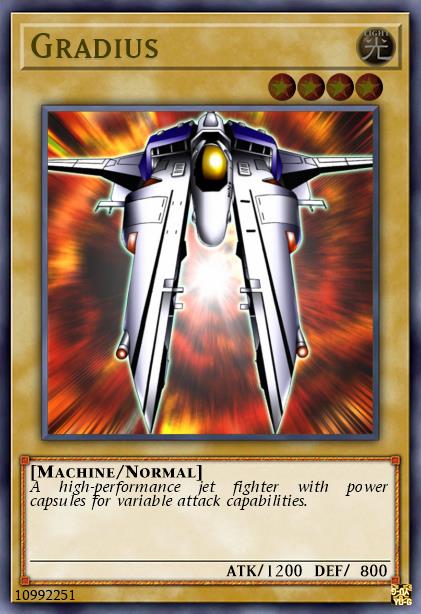 GRADIUS
LIGHT
光
[MACHINE/NORMAL]
A high-performance jet fighter with power
capsules for variable attack capabilities.
ATK/1200 DEF/ 800
10992251